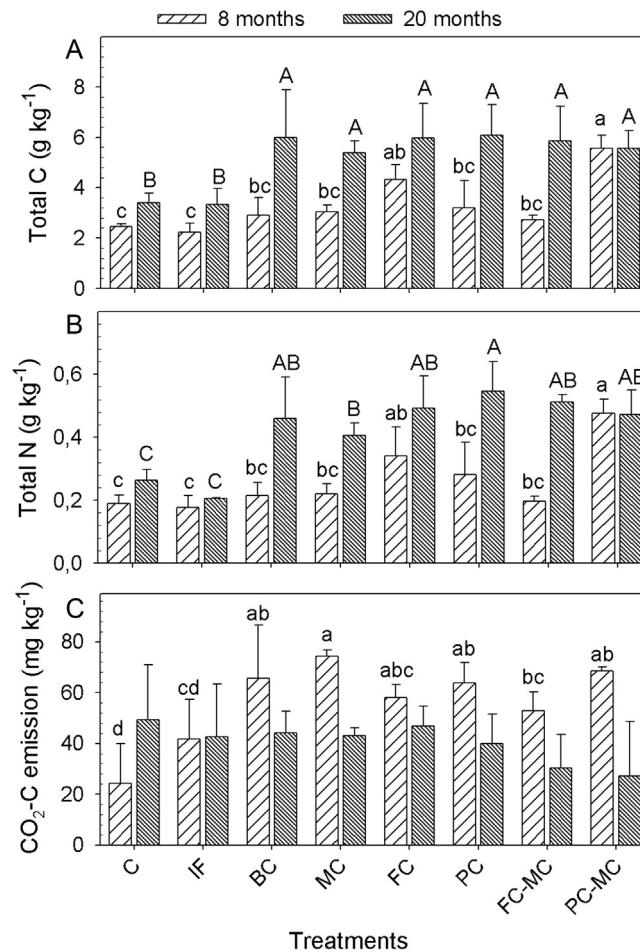 8 months 20 months
A
Total C (g kg⁻¹)
8
6
4
2
0
c B c B bc A bc A ab A bc A bc A a A
B
Total N (g kg⁻¹)
0,6
0,4
0,2
0,0
c C c C bc AB bc B ab AB bc A bc AB a AB
C
CO₂-C emission (mg kg⁻¹)
80
60
40
20
0
d cd ab a abc ab bc ab
C IF BC MC FC PC FC-MC PC-MC
Treatments